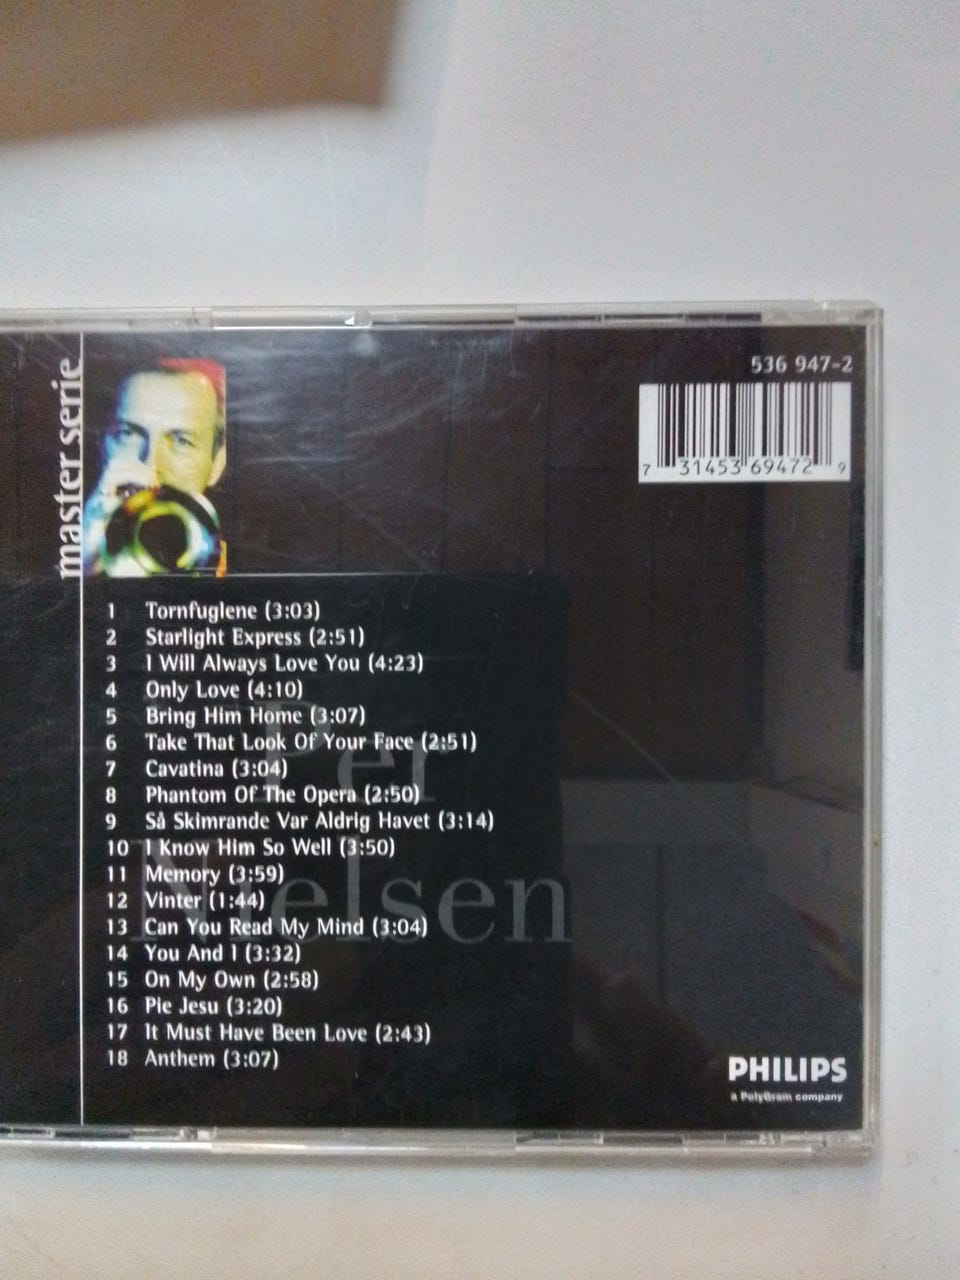 master serie
536 947-2
7 31453 69472 9
1 Tornfuglene (3:03)
2 Starlight Express (2:51)
3 I Will Always Love You (4:23)
4 Only Love (4:10)
5 Bring Him Home (3:07)
6 Take That Look Of Your Face (2:51)
7 Cavatina (3:04)
8 Phantom Of The Opera (2:50)
9 Så Skimrande Var Aldrig Havet (3:14)
10 I Know Him So Well (3:50)
11 Memory (3:59)
12 Vinter (1:44)
13 Can You Read My Mind (3:04)
14 You And I (3:32)
15 On My Own (2:58)
16 Pie Jesu (3:20)
17 It Must Have Been Love (2:43)
18 Anthem (3:07)
Per
Nielsen
PHILIPS
a PolyGram company